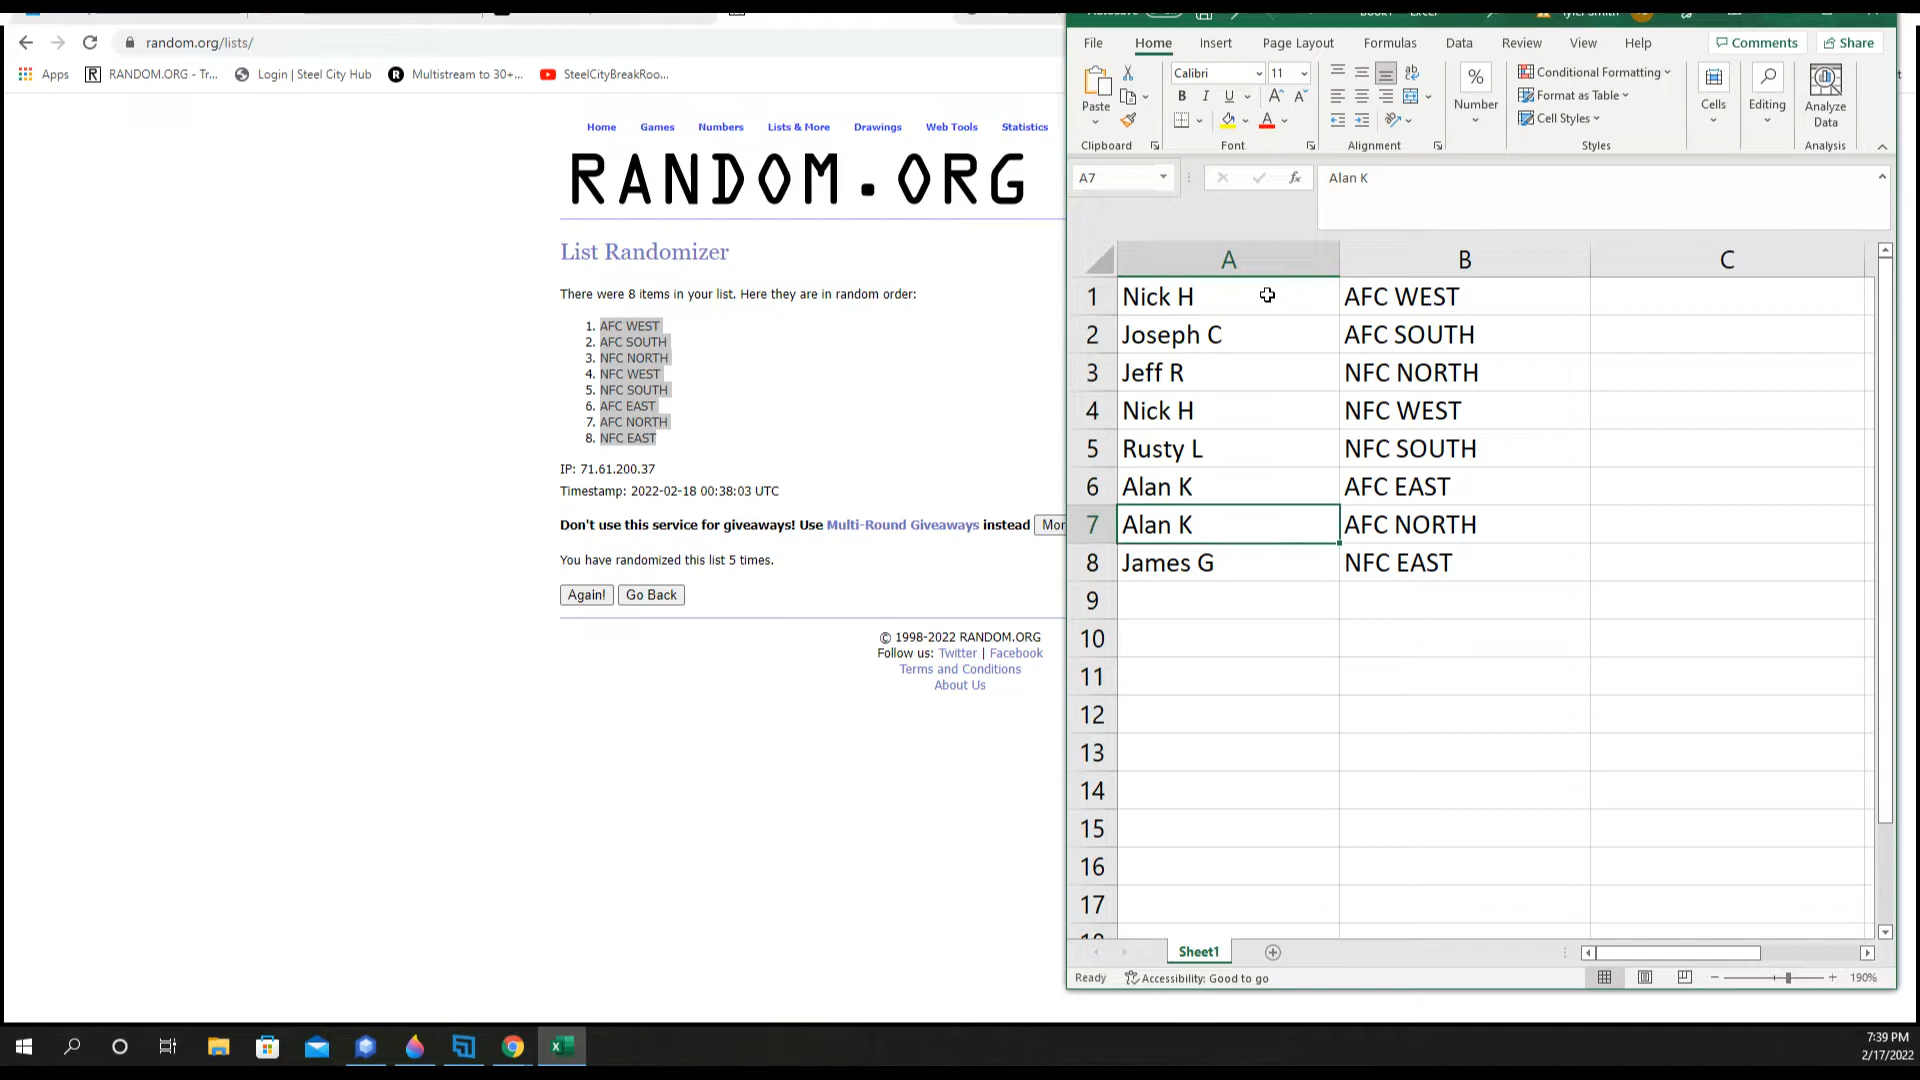 random.org/lists/
Apps RANDOM.ORG - Tr... Login | Steel City Hub Multistream to 30+... SteelCityBreakRoo...
Home Games Numbers Lists & More Drawings Web Tools Statistics
RANDOM.ORG
List Randomizer
There were 8 items in your list. Here they are in random order:
1. AFC WEST
2. AFC SOUTH
3. NFC NORTH
4. NFC WEST
5. NFC SOUTH
6. AFC EAST
7. AFC NORTH
8. NFC EAST
IP: 71.61.200.37
Timestamp: 2022-02-18 00:38:03 UTC
Don't use this service for giveaways! Use Multi-Round Giveaways instead
You have randomized this list 5 times.
Again! Go Back
© 1998-2022 RANDOM.ORG
Follow us: Twitter | Facebook
Terms and Conditions
About Us
File Home Insert Page Layout Formulas Data Review View Help Comments Share
Paste Calibri 11 Number Conditional Formatting Format as Table Cell Styles Cells Editing Analyze Data
Clipboard Font Alignment Styles Analysis
A7 fx Alan K
A B C
1 Nick H AFC WEST
2 Joseph C AFC SOUTH
3 Jeff R NFC NORTH
4 Nick H NFC WEST
5 Rusty L NFC SOUTH
6 Alan K AFC EAST
7 Alan K AFC NORTH
8 James G NFC EAST
9
10
11
12
13
14
15
16
17
Sheet1
Ready Accessibility: Good to go 190%
7:39 PM
2/17/2022